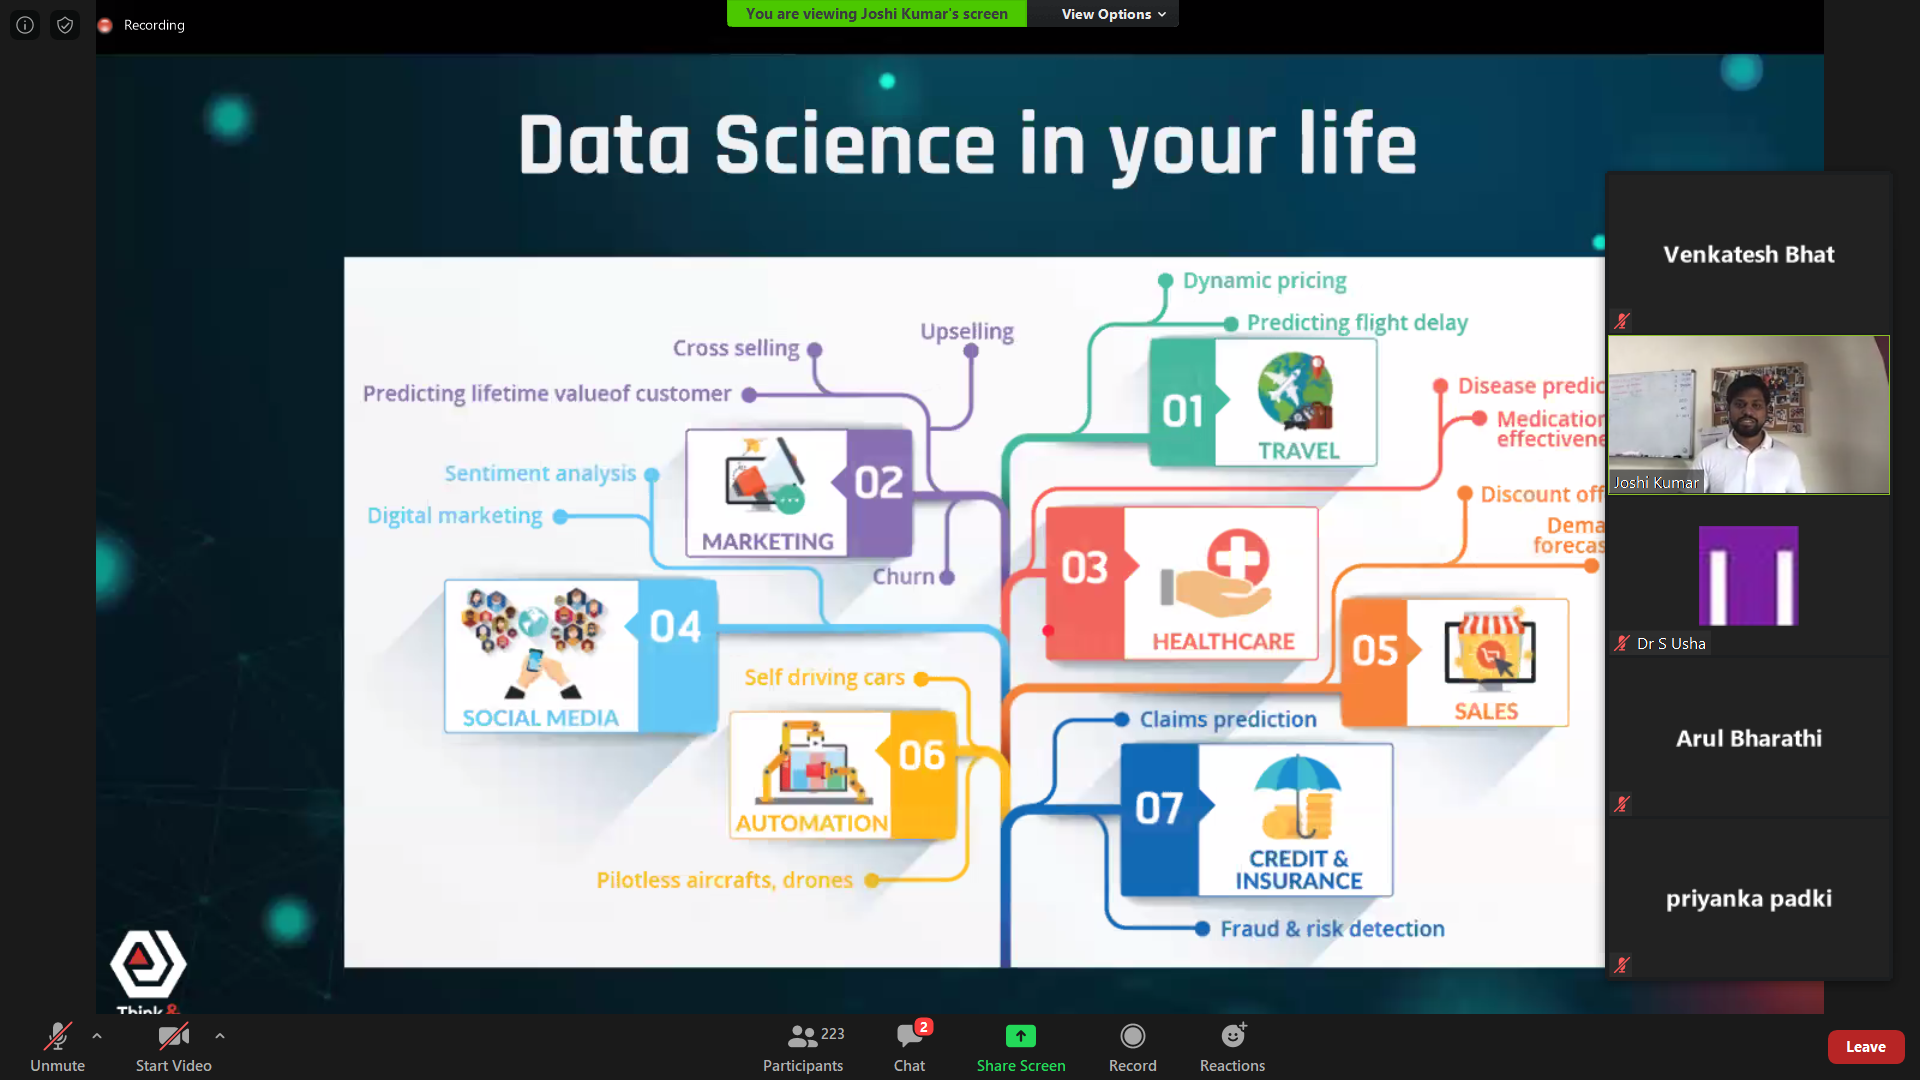 Recording
You are viewing Joshi Kumar's screen
View Options
Data Science in your life
Dynamic pricing
Predicting flight delay
01
TRAVEL
Upselling
Cross selling
Predicting lifetime valueof customer
02
MARKETING
Churn
Disease predic
Medication
effectivene
03
HEALTHCARE
Sentiment analysis
Digital marketing
04
SOCIAL MEDIA
Discount off
Dema
forecas
05
SALES
Self driving cars
06
AUTOMATION
Pilotless aircrafts, drones
Claims prediction
07
CREDIT &
INSURANCE
Fraud & risk detection
Think&
Venkatesh Bhat
Joshi Kumar
Dr S Usha
Arul Bharathi
priyanka padki
Unmute
Start Video
223
Participants
2
Chat
Share Screen
Record
Reactions
Leave